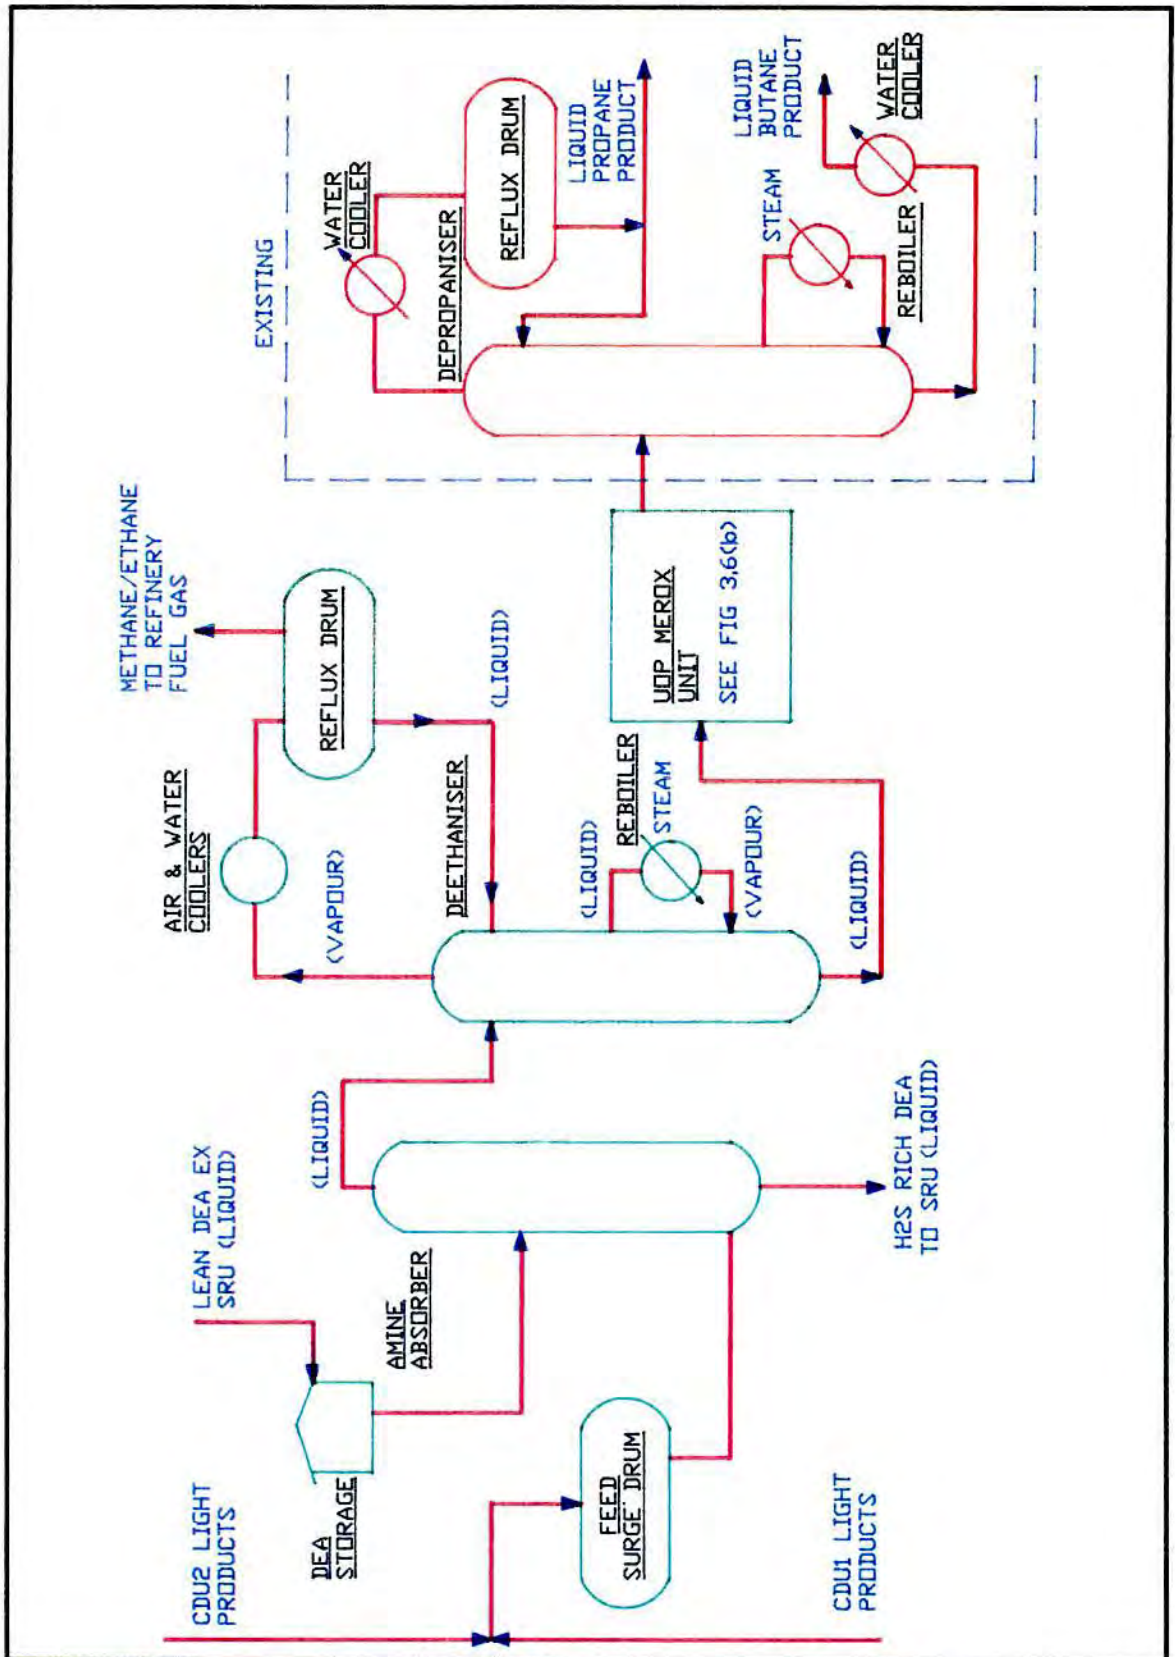 CDU2 LIGHT
PRODUCTS
LEAN DEA EX
SRU (LIQUID)
DEA
STORAGE
AMINE
ABSORBER
FEED
SURGE DRUM
CDU1 LIGHT
PRODUCTS
(LIQUID)
H2S RICH DEA
TO SRU (LIQUID)
AIR & WATER
COOLERS
(VAPOUR)
METHANE/ETHANE
TO REFINERY
FUEL GAS
REFLUX DRUM
(LIQUID)
DEETHANISER
(LIQUID)
REBOILER
STEAM
(VAPOUR)
(LIQUID)
UOP MEROX
UNIT
SEE FIG 3.6(b)
EXISTING
WATER
COOLER
DEPROPANISER
REFLUX DRUM
LIQUID
PROPANE
PRODUCT
STEAM
REBOILER
LIQUID
BUTANE
PRODUCT
WATER
COOLER